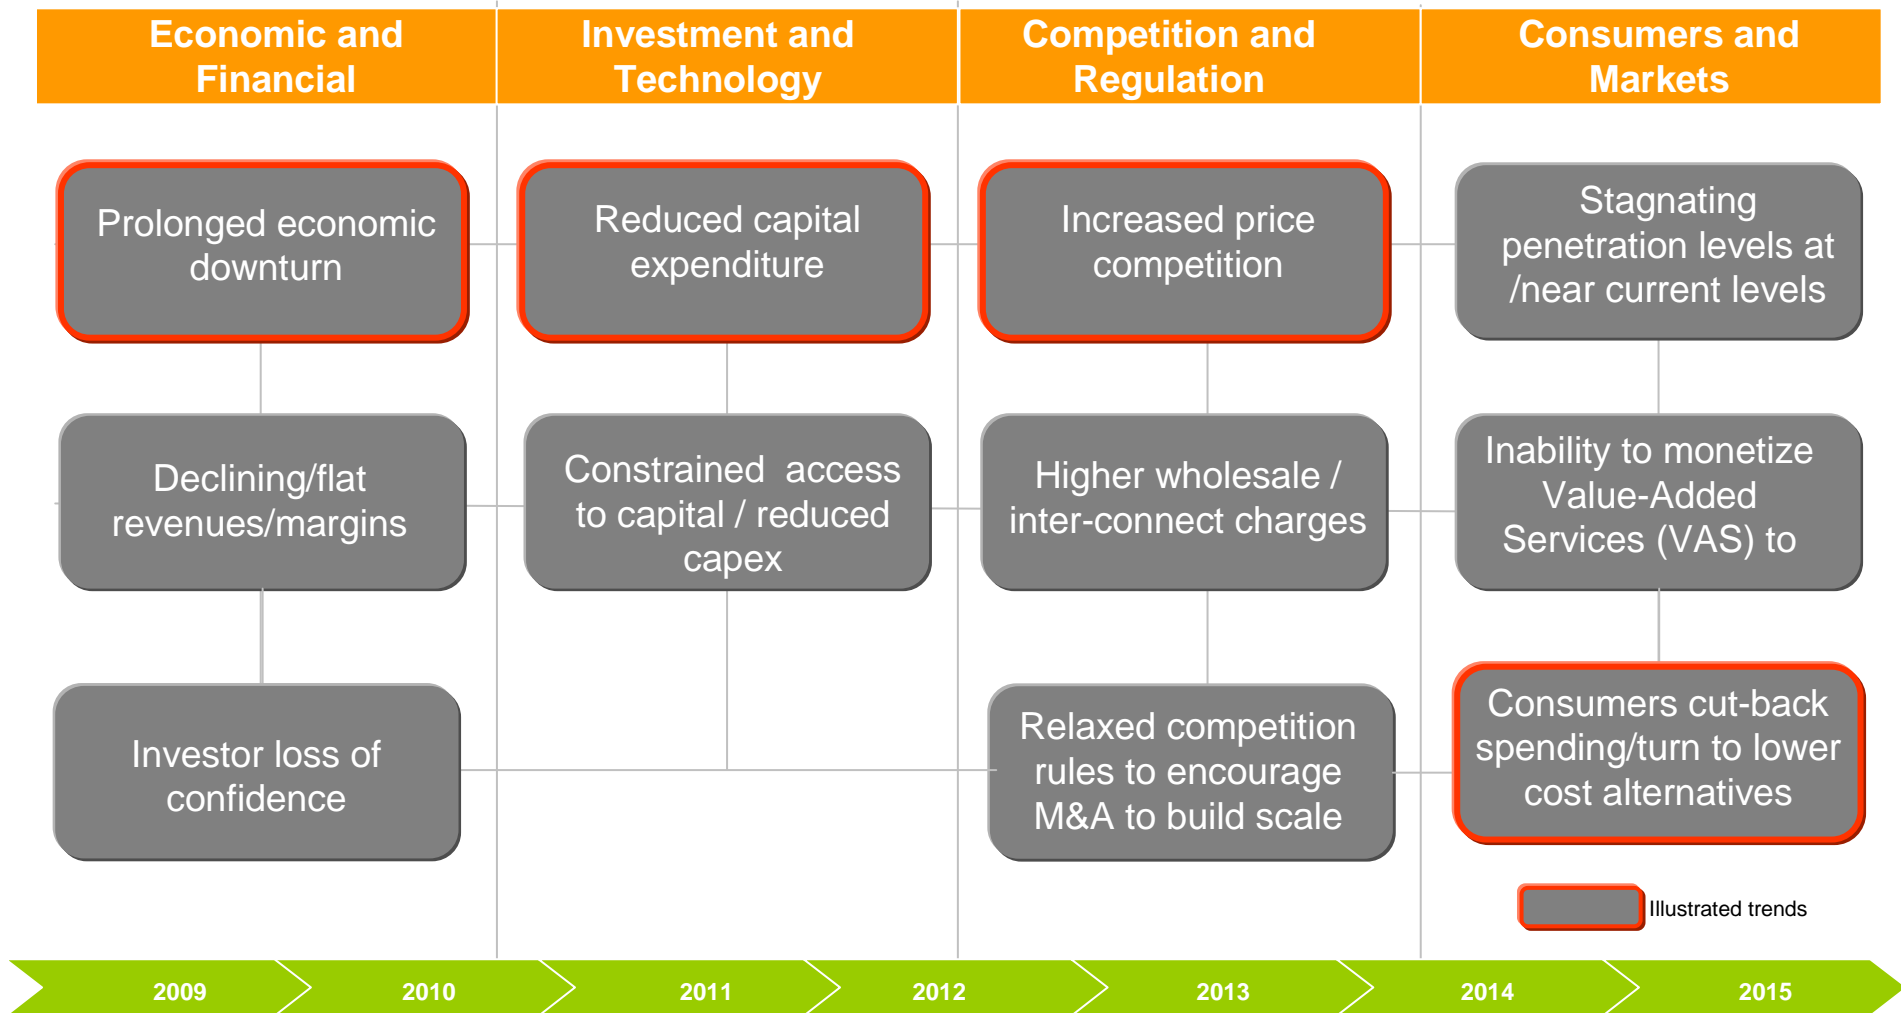 Economic and
Financial
Investment and
Technology
Competition and
Regulation
Consumers and
Markets
Prolonged economic
downturn
Reduced capital
expenditure
Increased price
competition
Stagnating
penetration levels at
/near current levels
Declining/flat
revenues/margins
Constrained  access
to capital / reduced
capex
Higher wholesale /
inter-connect charges
Inability to monetize
Value-Added
Services (VAS) to
Investor loss of
confidence
Relaxed competition
rules to encourage
M&A to build scale
Consumers cut-back
spending/turn to lower
cost alternatives
Illustrated trends
2009
2010
2011
2012
2013
2014
2015